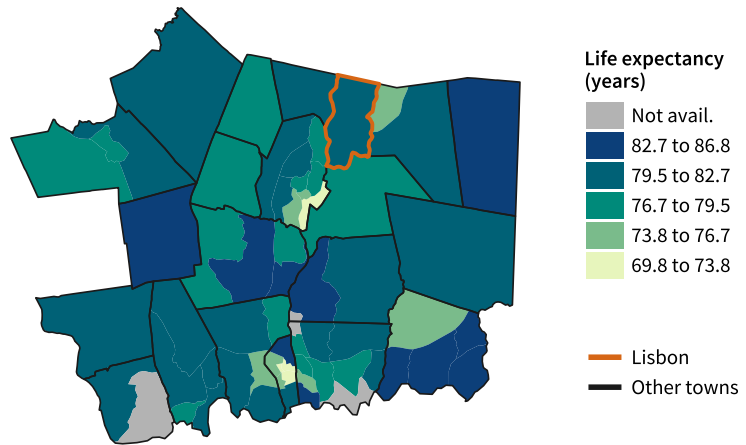 Life expectancy
(years)
Not avail.
82.7 to 86.8
79.5 to 82.7
76.7 to 79.5
73.8 to 76.7
69.8 to 73.8
Lisbon
Other towns